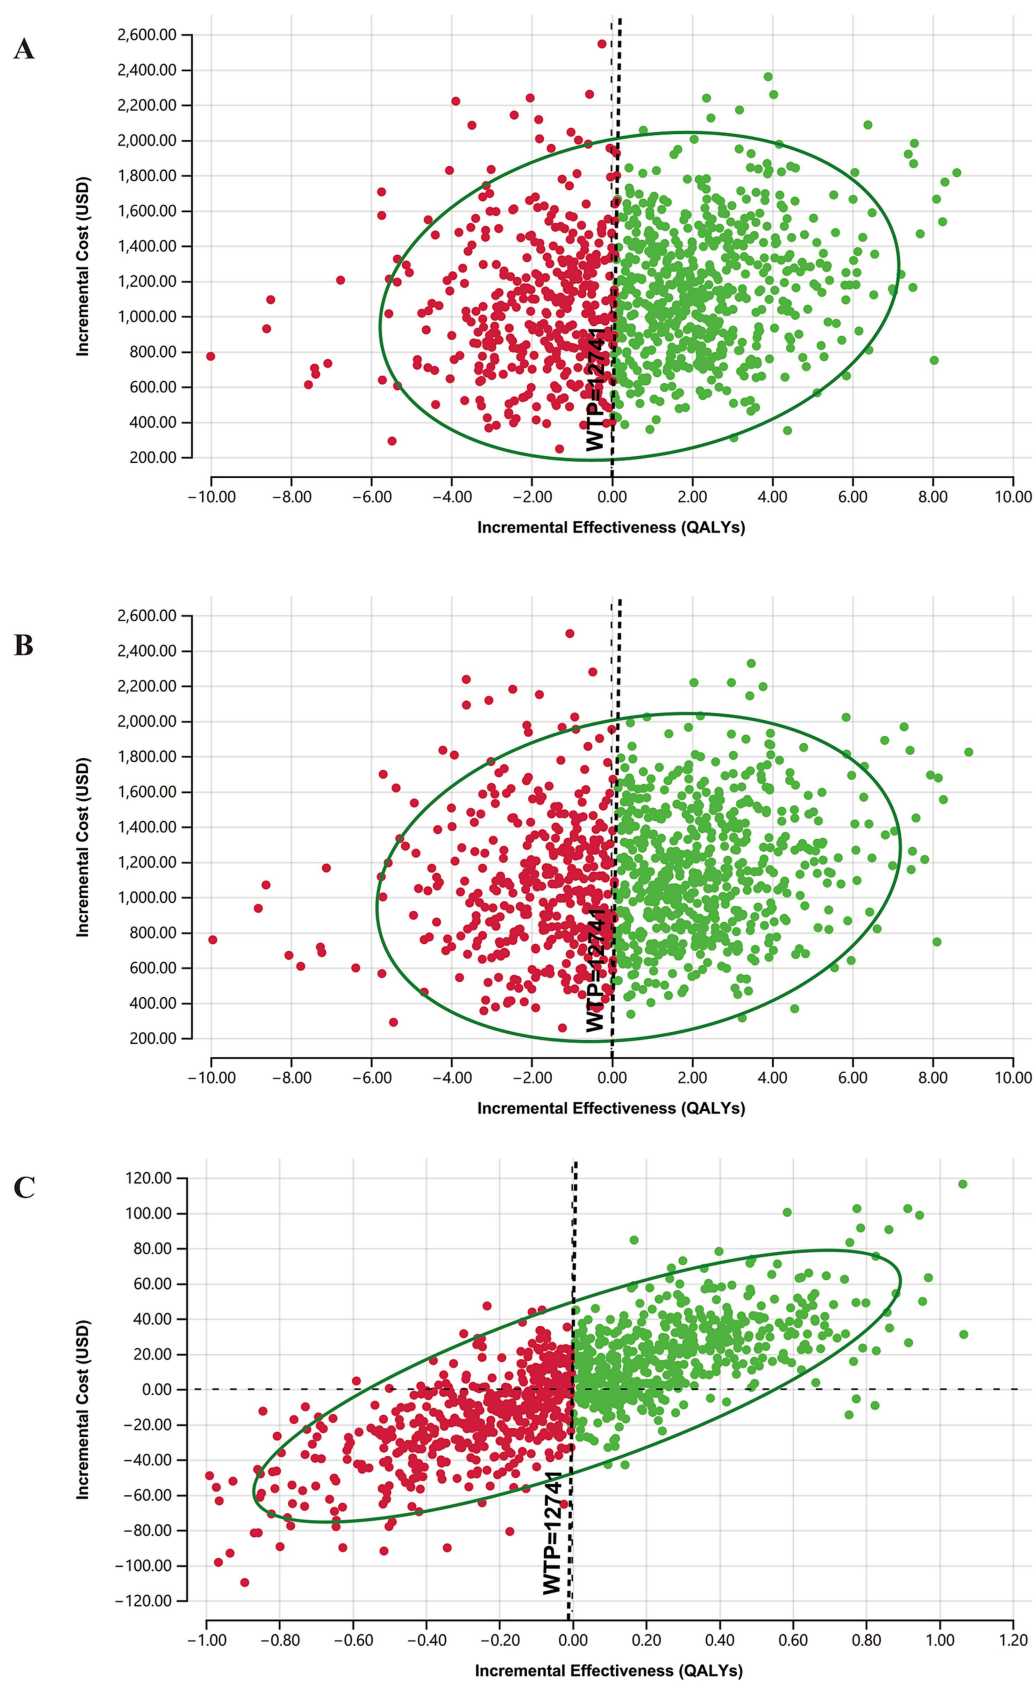 A
2,600.00
2,400.00
2,200.00
2,000.00
1,800.00
1,600.00
1,400.00
1,200.00
1,000.00
800.00
600.00
400.00
200.00
Incremental Cost (USD)
WTP=12741
−10.00 −8.00 −6.00 −4.00 −2.00 0.00 2.00 4.00 6.00 8.00 10.00
Incremental Effectiveness (QALYs)
B
2,600.00
2,400.00
2,200.00
2,000.00
1,800.00
1,600.00
1,400.00
1,200.00
1,000.00
800.00
600.00
400.00
200.00
Incremental Cost (USD)
WTP=12741
−10.00 −8.00 −6.00 −4.00 −2.00 0.00 2.00 4.00 6.00 8.00 10.00
Incremental Effectiveness (QALYs)
C
120.00
100.00
80.00
60.00
40.00
20.00
0.00
−20.00
−40.00
−60.00
−80.00
−100.00
−120.00
Incremental Cost (USD)
WTP=12741
−1.00 −0.80 −0.60 −0.40 −0.20 0.00 0.20 0.40 0.60 0.80 1.00 1.20
Incremental Effectiveness (QALYs)